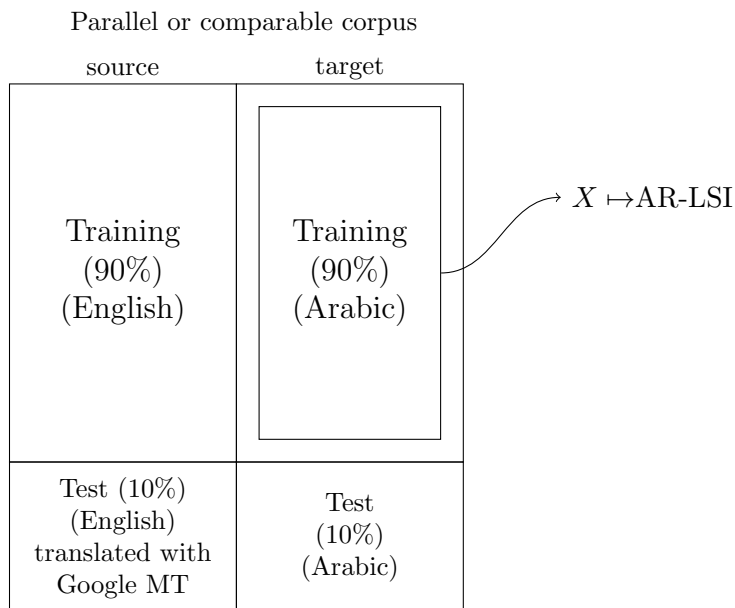 Parallel or comparable corpus
source
target
Training
(90%)
(English)
Training
(90%)
(Arabic)
X ↦AR-LSI
Test (10%)
(English)
translated with
Google MT
Test
(10%)
(Arabic)